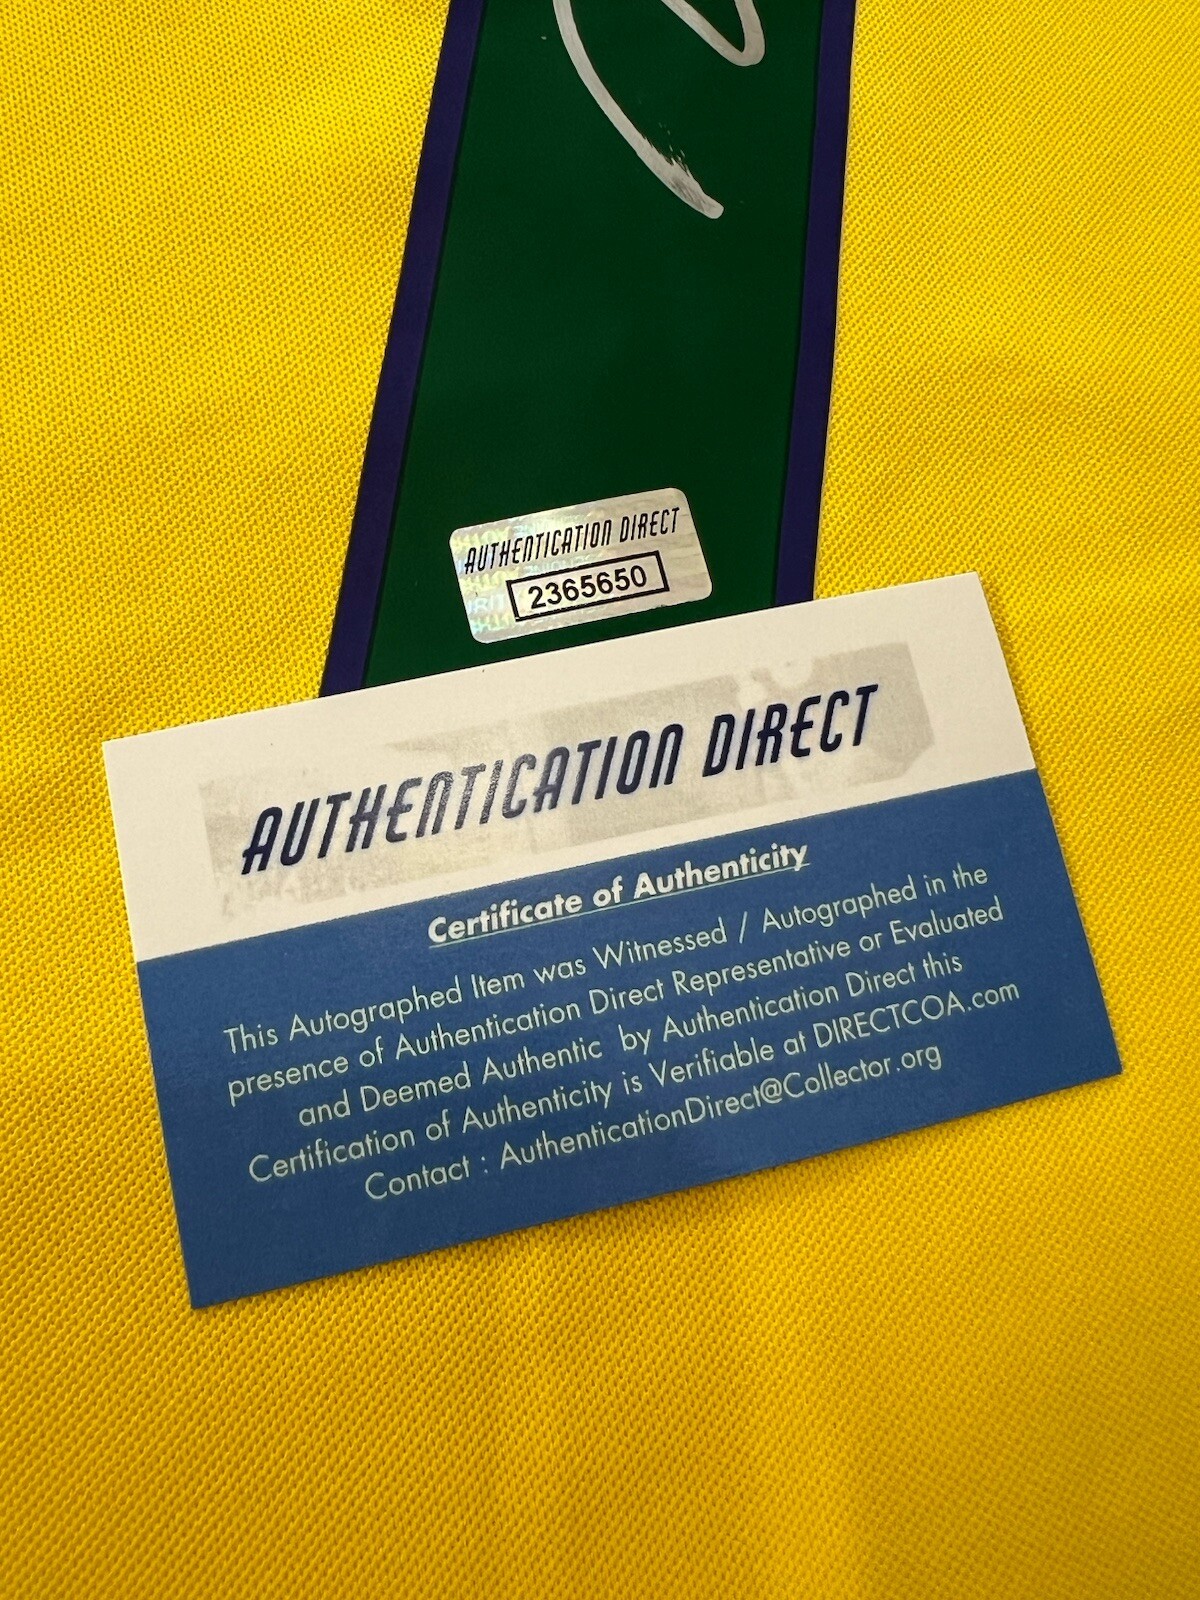 AUTHENTICATION DIRECT
2365650
AUTHENTICATION DIRECT
Certificate of Authenticity
This Autographed Item was Witnessed / Autographed in the
presence of Authentication Direct Representative or Evaluated
and Deemed Authentic by Authentication Direct this
Certification of Authenticity is Verifiable at DIRECTCOA.com
Contact : AuthenticationDirect@Collector.org